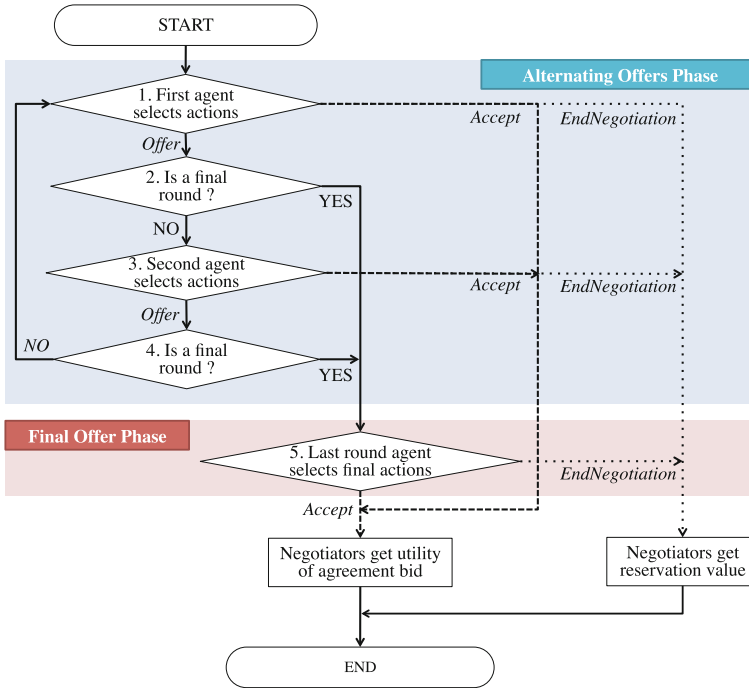 START
Alternating Offers Phase
1. First agent
selects actions
Accept
EndNegotiation
Offer
2. Is a final
round ?
YES
NO
3. Second agent
selects actions
Accept
EndNegotiation
Offer
NO
4. Is a final
round ?
YES
Final Offer Phase
5. Last round agent
selects final actions
EndNegotiation
Accept
Negotiators get utility
of agreement bid
Negotiators get
reservation value
END